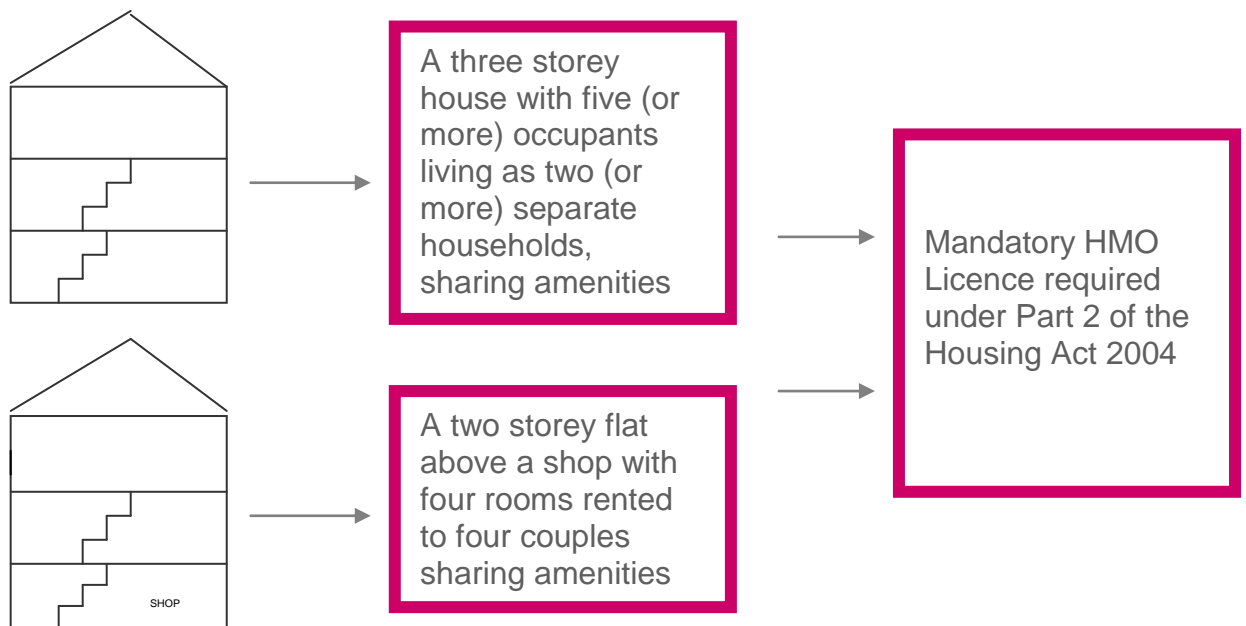 A three storey
house with five (or
more) occupants
living as two (or
more) separate
households,
sharing amenities
Mandatory HMO
Licence required
under Part 2 of the
Housing Act 2004
A two storey flat
above a shop with
four rooms rented
to four couples
sharing amenities
SHOP